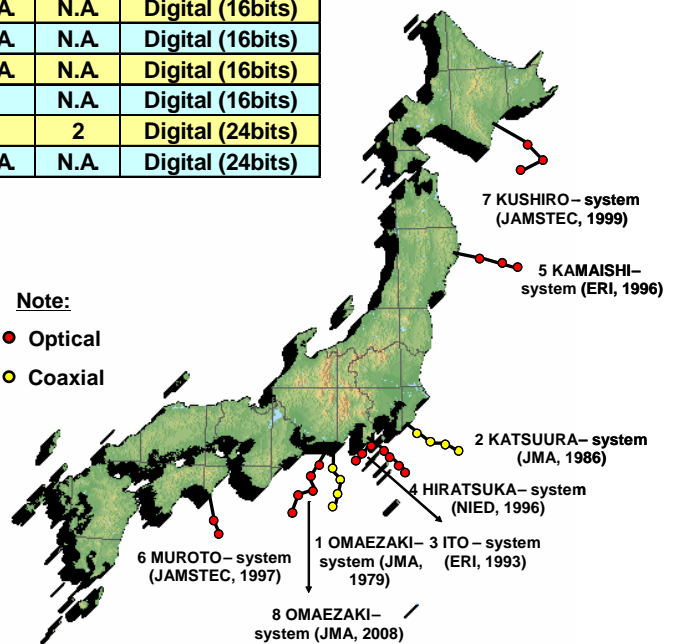 A. N.A. Digital (16bits)
A. N.A. Digital (16bits)
A. N.A. Digital (16bits)
N.A. Digital (16bits)
2 Digital (24bits)
A. N.A. Digital (24bits)
7 KUSHIRO– system
(JAMSTEC, 1999)
5 KAMAISHI–
system (ERI, 1996)
Note:
Optical
Coaxial
2 KATSUURA– system
(JMA, 1986)
4 HIRATSUKA– system
(NIED, 1996)
1 OMAEZAKI–
system (JMA,
1979)
3 ITO – system
(ERI, 1993)
6 MUROTO– system
(JAMSTEC, 1997)
8 OMAEZAKI–
system (JMA, 2008)